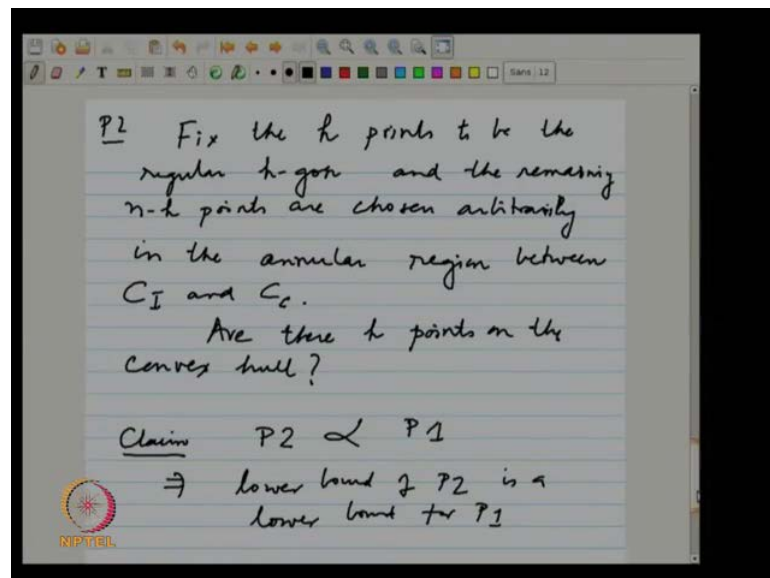 Sans 12
P2 Fix the h points to be the
regular h-gon and the remaining
n-h points are chosen arbitrarily
in the annular region between
C_I and C_c.
Are there h points on the
convex hull?
Claim P2 ∝ P1
⇒ lower bound of P2 is a
lower bound for P1
NPTEL